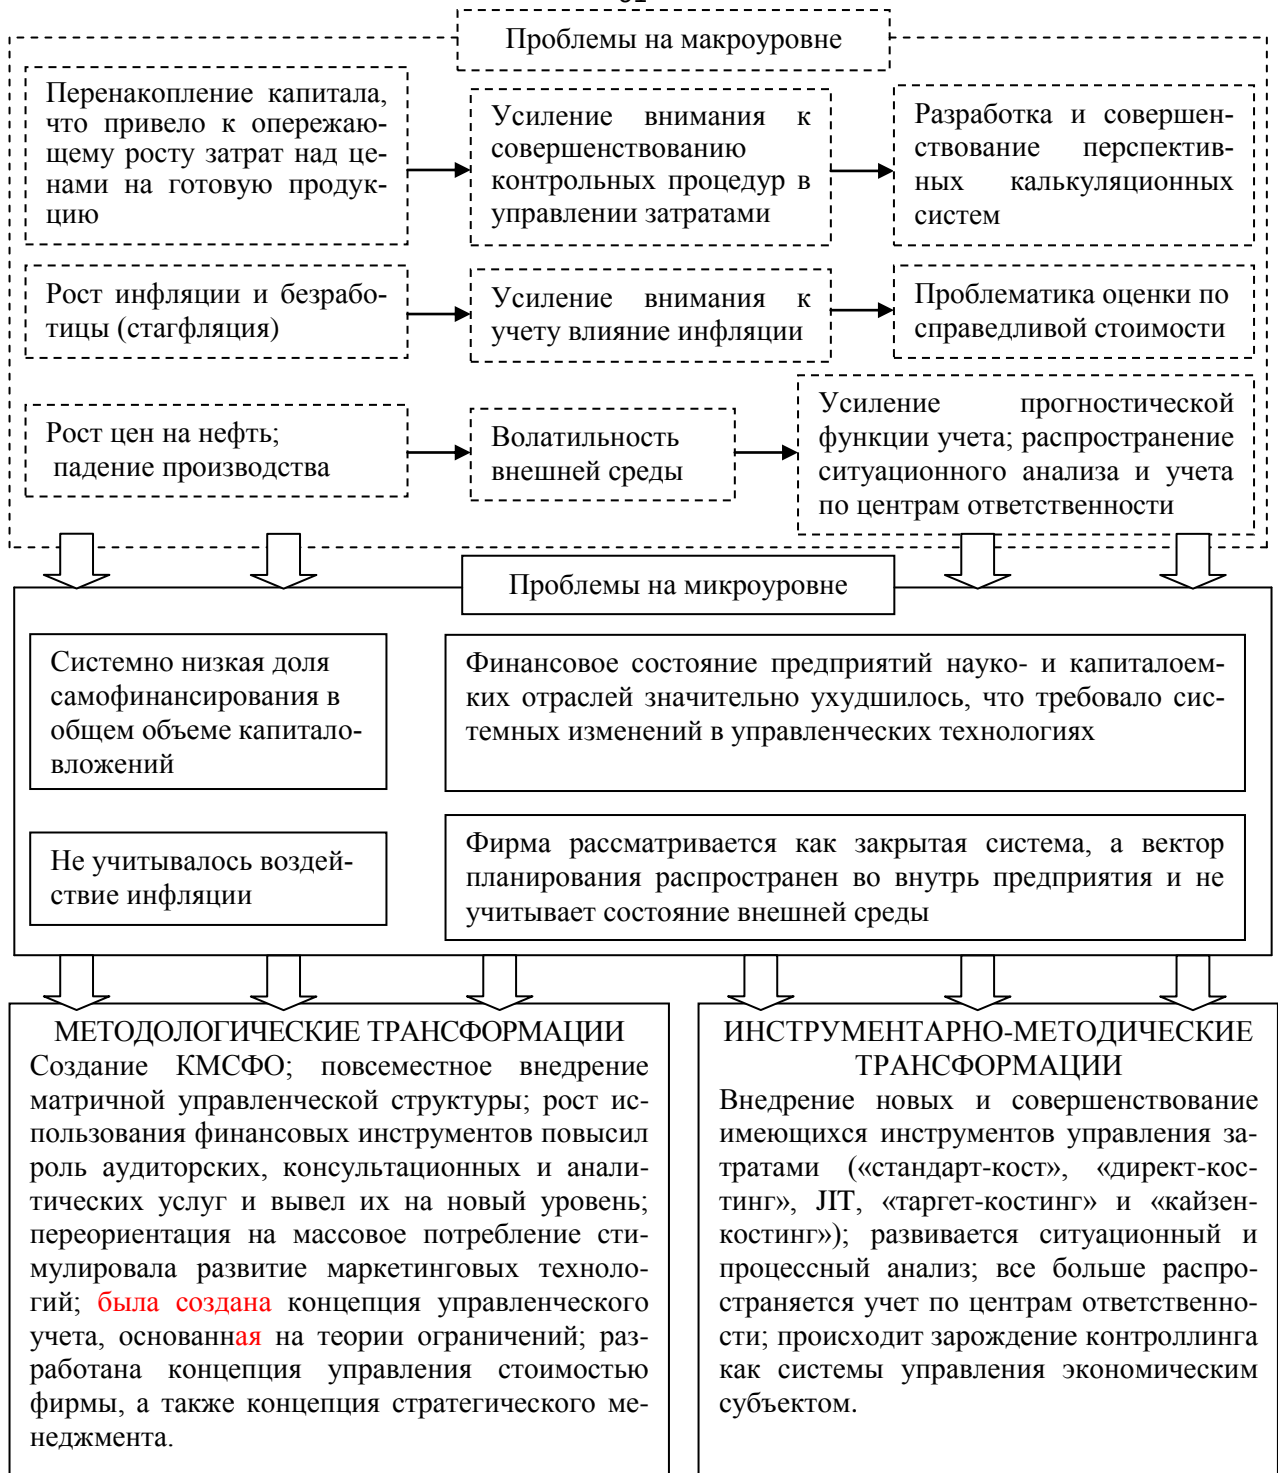 Проблемы на макроуровне
Перенакопление капитала,
что привело к опережаю-
щему росту затрат над це-
нами на готовую продук-
цию
Усиление внимания к
совершенствованию
контрольных процедур в
управлении затратами
Разработка и совершен-
ствование перспектив-
ных калькуляционных
систем
Рост инфляции и безрабо-
тицы (стагфляция)
Усиление внимания к
учету влияние инфляции
Проблематика оценки по
справедливой стоимости
Рост цен на нефть;
падение производства
Волатильность
внешней среды
Усиление прогностической
функции учета; распространение
ситуационного анализа и учета
по центрам ответственности
Проблемы на микроуровне
Системно низкая доля
самофинансирования в
общем объеме капитало-
вложений
Финансовое состояние предприятий науко- и капиталоем-
ких отраслей значительно ухудшилось, что требовало сис-
темных изменений в управленческих технологиях
Не учитывалось воздей-
ствие инфляции
Фирма рассматривается как закрытая система, а вектор
планирования распространен во внутрь предприятия и не
учитывает состояние внешней среды
МЕТОДОЛОГИЧЕСКИЕ ТРАНСФОРМАЦИИ
Создание КМСФО; повсеместное внедрение
матричной управленческой структуры; рост ис-
пользования финансовых инструментов повысил
роль аудиторских, консультационных и анали-
тических услуг и вывел их на новый уровень;
переориентация на массовое потребление сти-
мулировала развитие маркетинговых техноло-
гий; была создана концепция управленческого
учета, основанная на теории ограничений; раз-
работана концепция управления стоимостью
фирмы, а также концепция стратегического ме-
неджмента.
ИНСТРУМЕНТАРНО-МЕТОДИЧЕСКИЕ
ТРАНСФОРМАЦИИ
Внедрение новых и совершенствование
имеющихся инструментов управления за-
тратами («стандарт-кост», «директ-кос-
тинг», JIT, «таргет-костинг» и «кайзен-
костинг»); развивается ситуационный и
процессный анализ; все больше распро-
страняется учет по центрам ответственно-
сти; происходит зарождение контроллинга
как системы управления экономическим
субъектом.